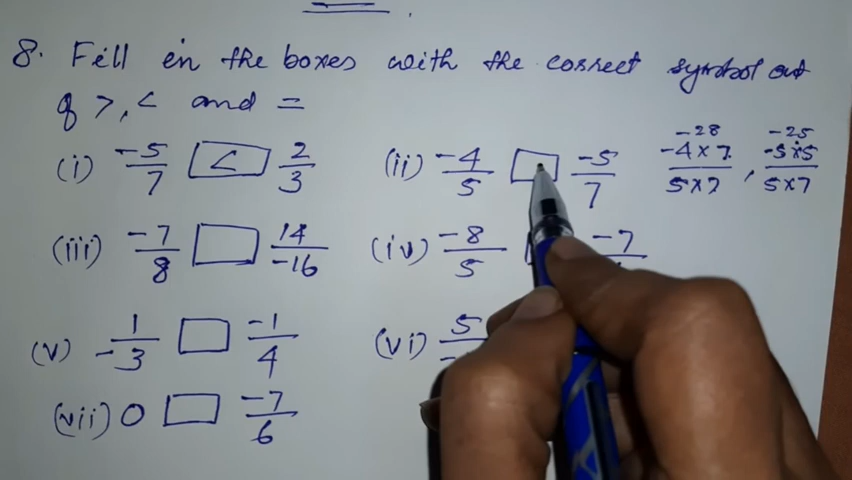 8. Fill in the boxes with the correct symbol out
of >, < and =
(i) -5/7 < 2/3 (ii) -4/5 □ -5/7 -28 -4×7/5×7 , -25 -5×5/5×7
(iii) -7/8 □ 14/-16 (iv) -8/5 -7/
(v) 1/-3 □ -1/4 (vi) 5/-
(vii) 0 □ -7/6